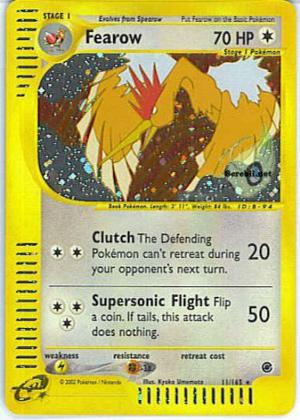 STAGE 1
Evolves from Spearow
Put Fearow on the Basic Pokémon
Fearow
70 HP
Stage 1 Pokémon
Serebii.net
Beak Pokémon. Length: 3' 11", Weight: 84 lbs. ID: B-94
Clutch The Defending
Pokémon can't retreat during
your opponent's next turn.
20
Supersonic Flight Flip
a coin. If tails, this attack
does nothing.
50
weakness
resistance
retreat cost
-30
© 2002 Pokémon / Nintendo
Illus. Kyoko Umemoto
11/165 ★